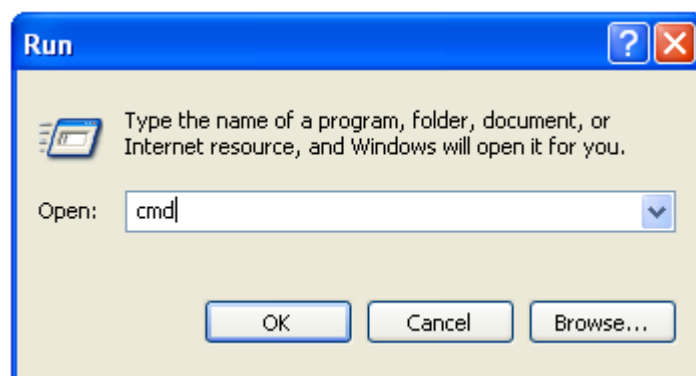 Run
Type the name of a program, folder, document, or
Internet resource, and Windows will open it for you.
Open: cmd
OK Cancel Browse...